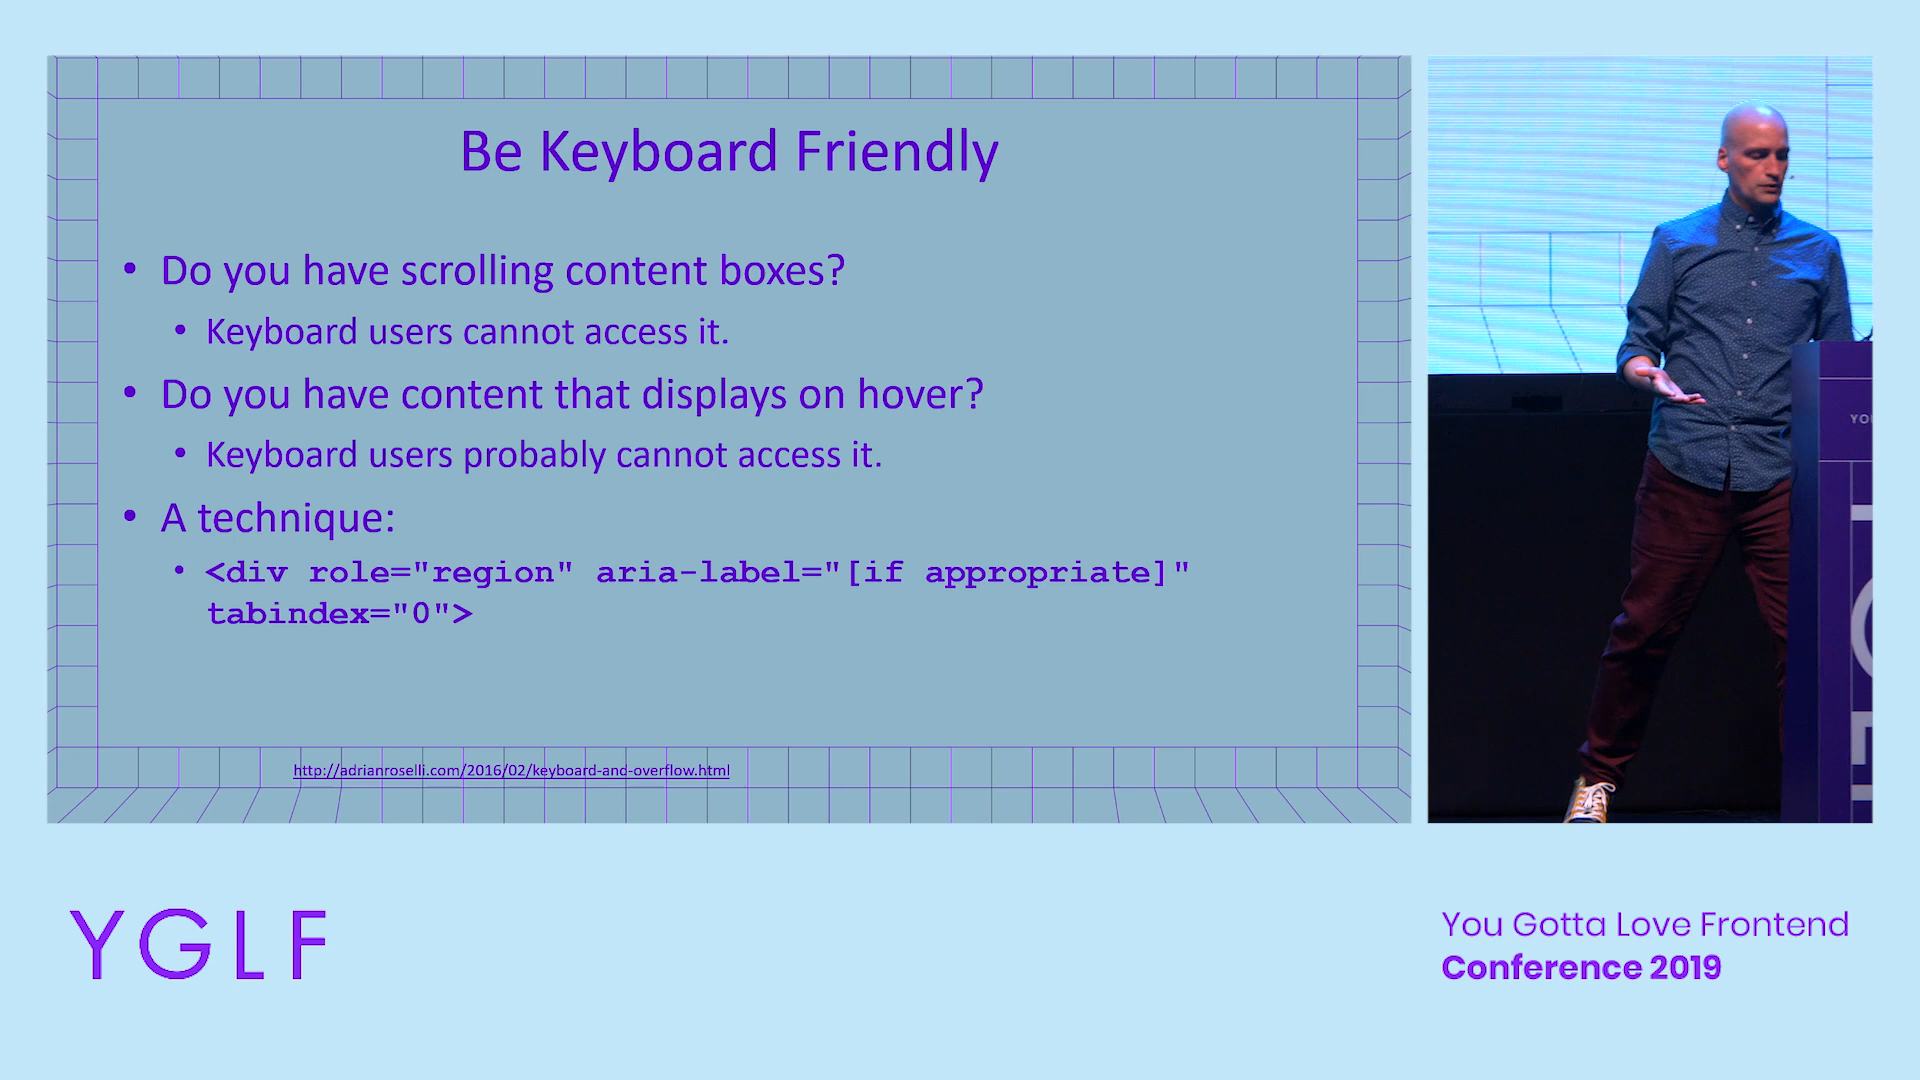 Be Keyboard Friendly
• Do you have scrolling content boxes?
• Keyboard users cannot access it.
• Do you have content that displays on hover?
• Keyboard users probably cannot access it.
• A technique:
• <div role="region" aria-label="[if appropriate]"
tabindex="0">
http://adrianroselli.com/2016/02/keyboard-and-overflow.html
YGLF
You Gotta Love Frontend
Conference 2019